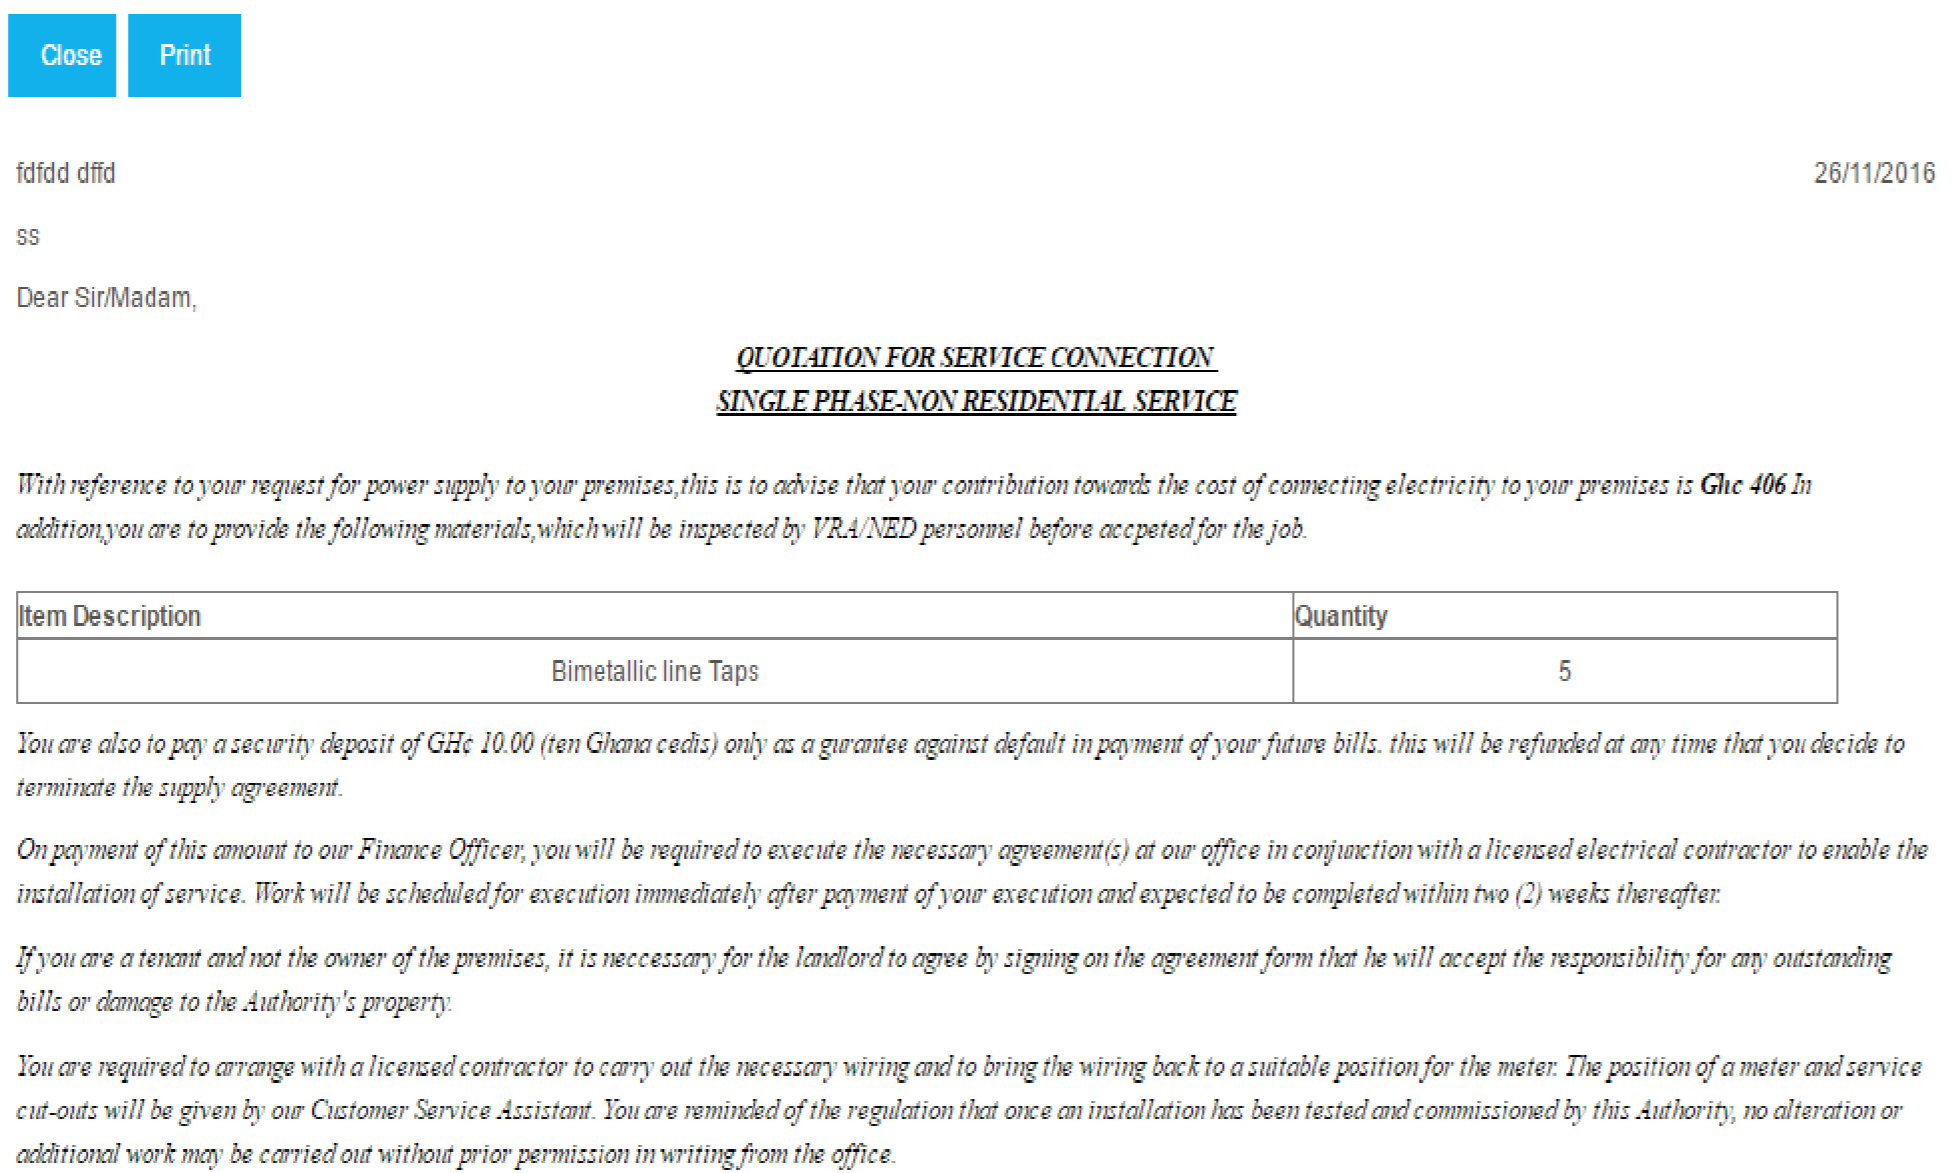 Close Print
fdfdd dffd 26/11/2016
ss
Dear Sir/Madam,
QUOTATION FOR SERVICE CONNECTION
SINGLE PHASE-NON RESIDENTIAL SERVICE
With reference to your request for power supply to your premises,this is to advise that your contribution towards the cost of connecting electricity to your premises is Ghc 406 In
addition,you are to provide the following materials,which will be inspected by VRA/NED personnel before accpeted for the job.
Item Description Quantity
Bimetallic line Taps 5
You are also to pay a security deposit of GH¢ 10.00 (ten Ghana cedis) only as a gurantee against default in payment of your future bills. this will be refunded at any time that you decide to
terminate the supply agreement.
On payment of this amount to our Finance Officer, you will be required to execute the necessary agreement(s) at our office in conjunction with a licensed electrical contractor to enable the
installation of service. Work will be scheduled for execution immediately after payment of your execution and expected to be completed within two (2) weeks thereafter.
If you are a tenant and not the owner of the premises, it is neccessary for the landlord to agree by signing on the agreement form that he will accept the responsibility for any outstanding
bills or damage to the Authority's property.
You are required to arrange with a licensed contractor to carry out the necessary wiring and to bring the wiring back to a suitable position for the meter. The position of a meter and service
cut-outs will be given by our Customer Service Assistant. You are reminded of the regulation that once an installation has been tested and commissioned by this Authority, no alteration or
additional work may be carried out without prior permission in writing from the office.